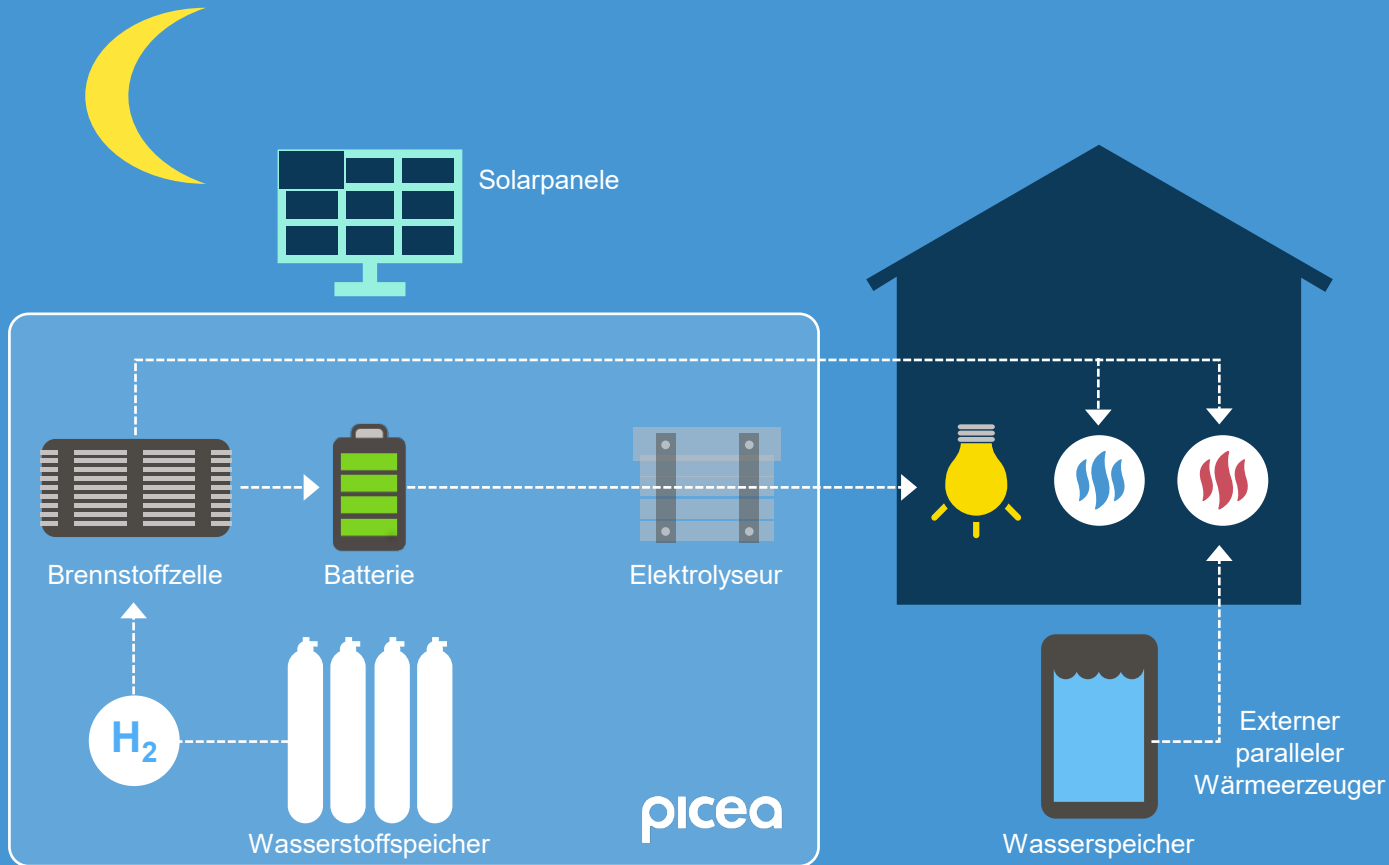 Solarpanele
Brennstoffzelle
Batterie
Elektrolyseur
H₂
Wasserstoffspeicher
picea
Externer
paralleler
Wärmeerzeuger
Wasserspeicher